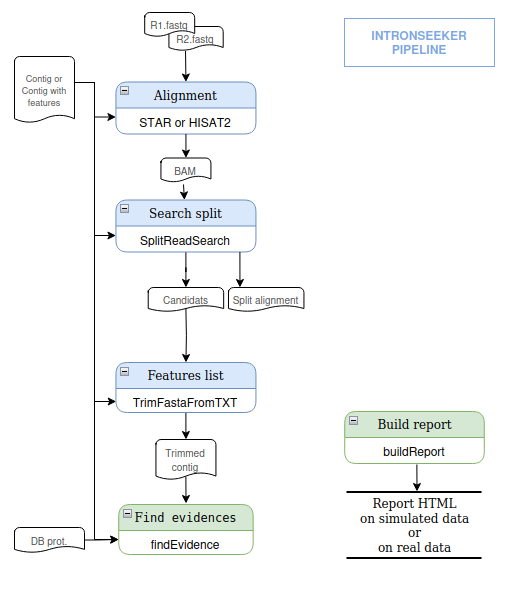 R1.fastq
R2.fastq
INTRONSEEKER
PIPELINE
Contig or
Contig with
features
Alignment
STAR or HISAT2
BAM
Search split
SplitReadSearch
Candidats
Split alignment
Features list
TrimFastaFromTXT
Trimmed
contig
Find evidences
findEvidence
DB prot.
Build report
buildReport
Report HTML
on simulated data
or
on real data